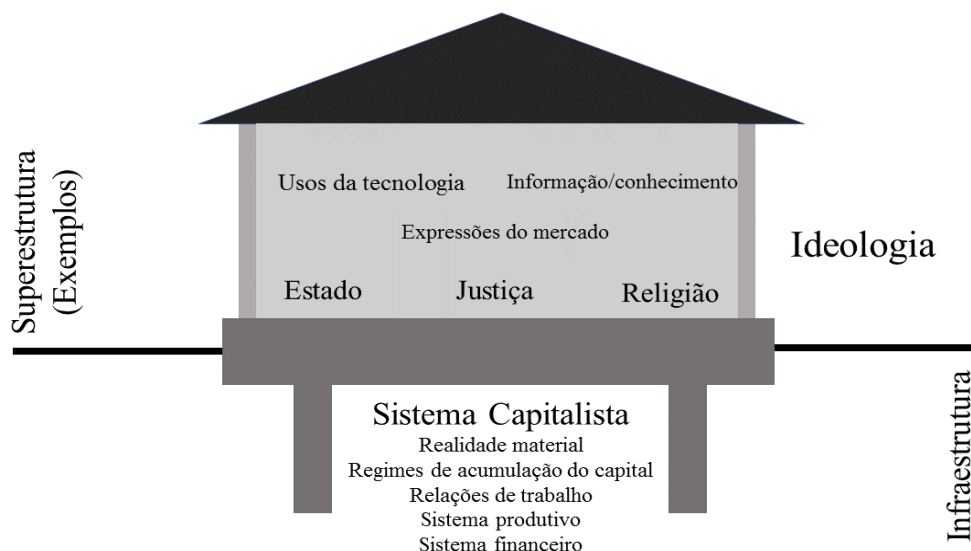 Superestrutura
(Exemplos)
Usos da tecnologia
Informação/conhecimento
Expressões do mercado
Estado
Justiça
Religião
Ideologia
Sistema Capitalista
Realidade material
Regimes de acumulação do capital
Relações de trabalho
Sistema produtivo
Sistema financeiro
Infraestrutura